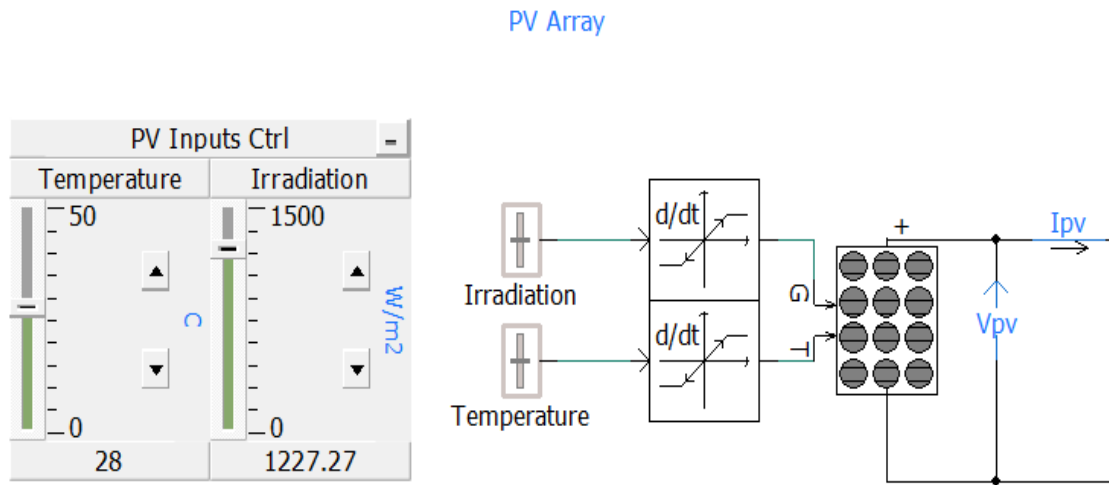 PV Array
PV Inputs Ctrl
Temperature Irradiation
50 1500
C W/m2
0 0
28 1227.27
Irradiation
Temperature
d/dt
d/dt
G
T
+
Ipv
Vpv